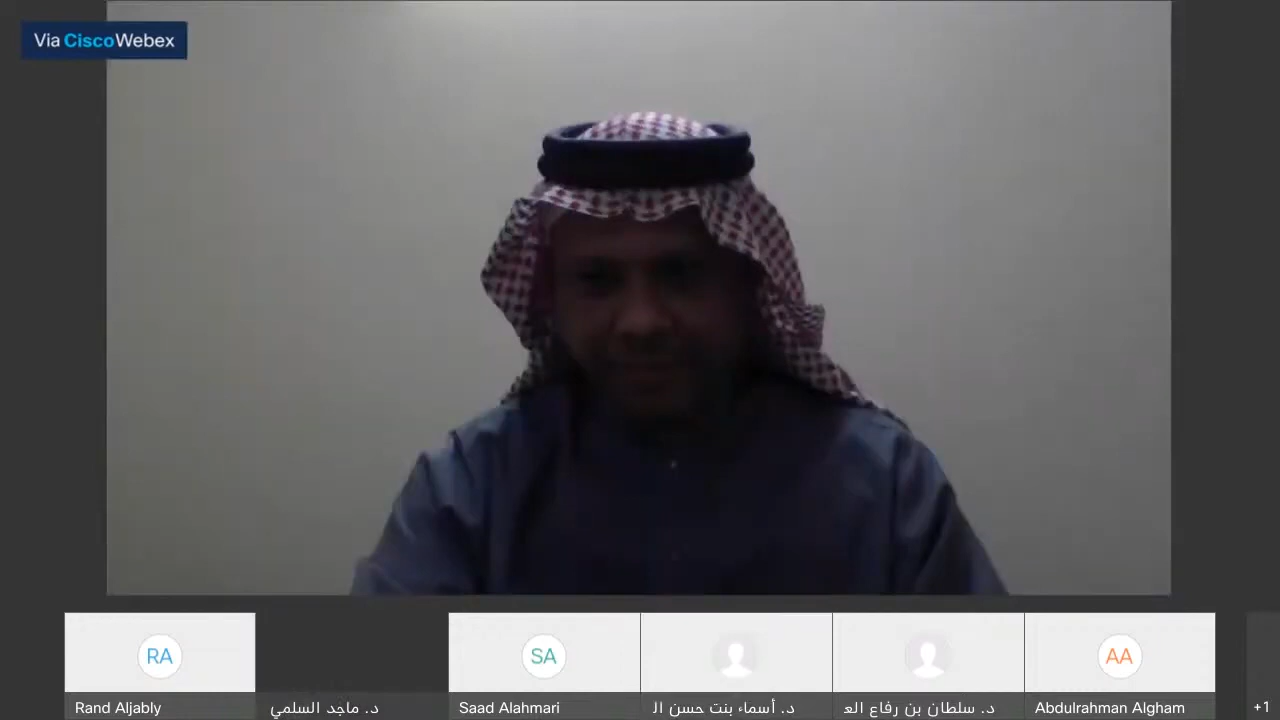 Via CiscoWebex
RA
SA
AA
Rand Aljably
د. ماجد السلمي
Saad Alahmari
د. أسماء بنت حسن الـ
د. سلطان بن رفاع العـ
Abdulrahman Algham
+1